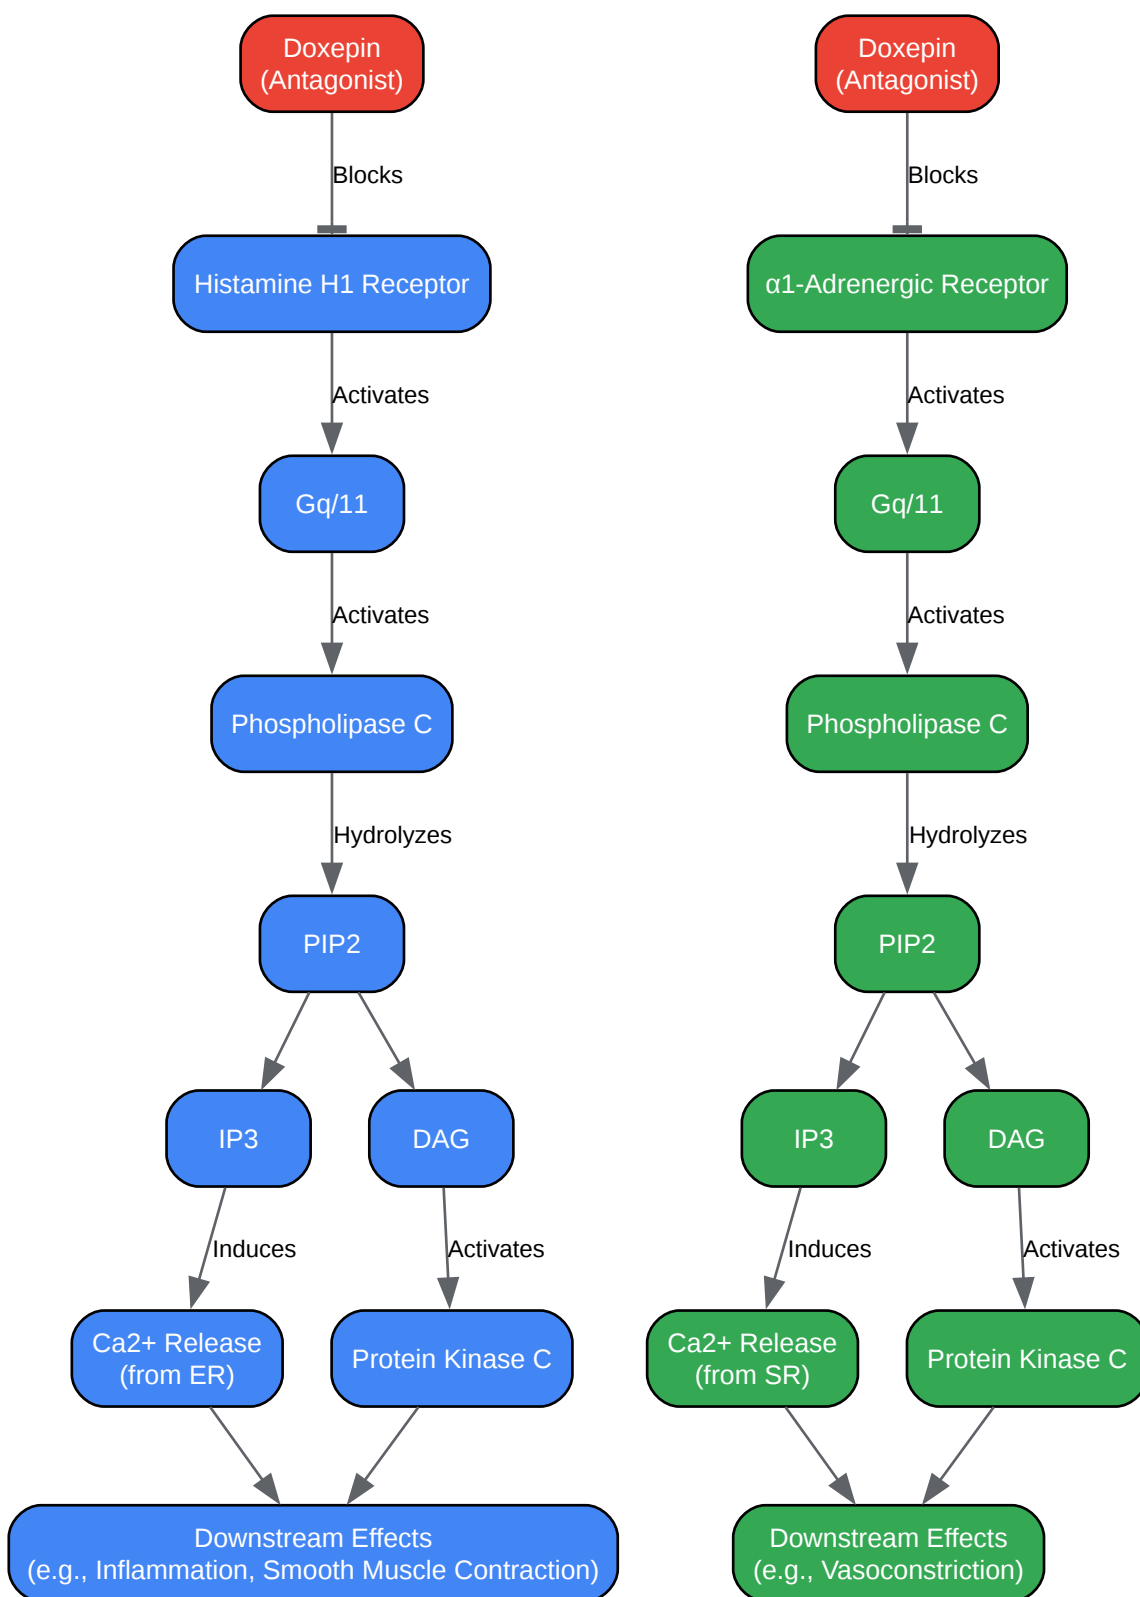 Doxepin
(Antagonist)
Blocks
Histamine H1 Receptor
Activates
Gq/11
Activates
Phospholipase C
Hydrolyzes
PIP2
IP3
DAG
Induces
Activates
Ca2+ Release
(from ER)
Protein Kinase C
Downstream Effects
(e.g., Inflammation, Smooth Muscle Contraction)
Doxepin
(Antagonist)
Blocks
α1-Adrenergic Receptor
Activates
Gq/11
Activates
Phospholipase C
Hydrolyzes
PIP2
IP3
DAG
Induces
Activates
Ca2+ Release
(from SR)
Protein Kinase C
Downstream Effects
(e.g., Vasoconstriction)